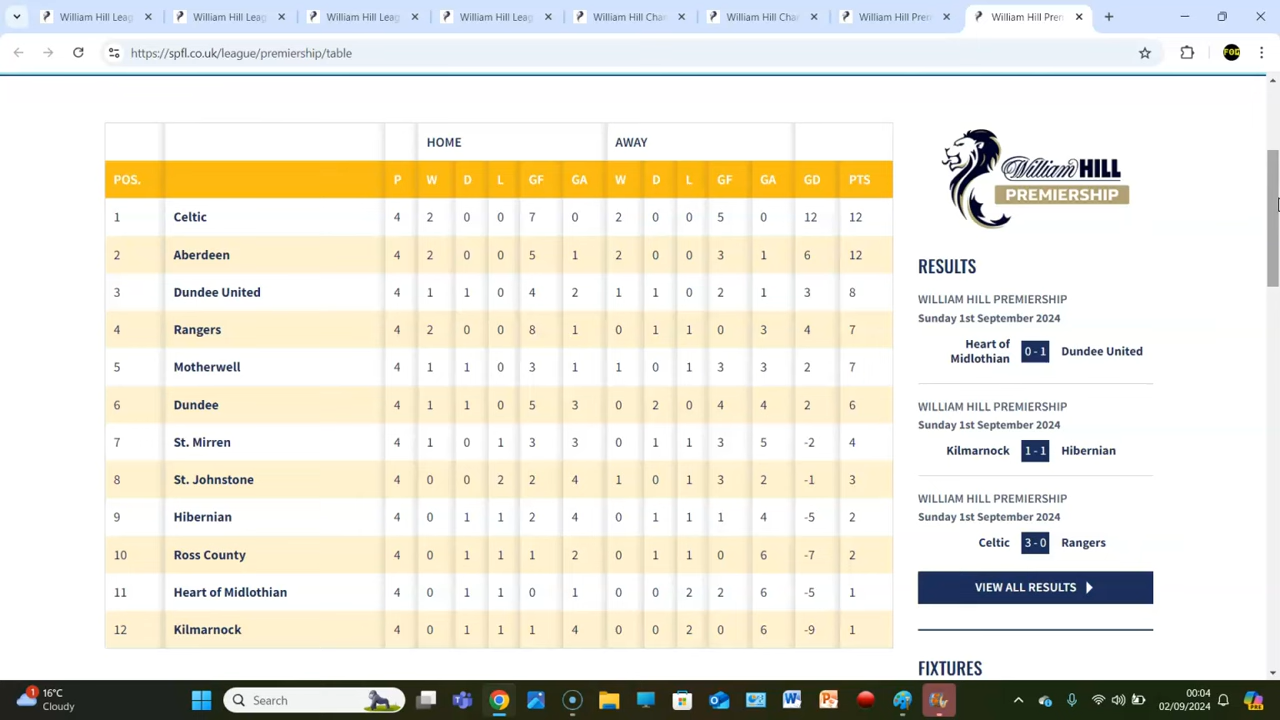 William Hill Leag
William Hill Leag
William Hill Leag
William Hill Leag
William Hill Char
William Hill Char
William Hill Prem
William Hill Prem
https://spfl.co.uk/league/premiership/table
HOME AWAY
POS. P W D L GF GA W D L GF GA GD PTS
1 Celtic 4 2 0 0 7 0 2 0 0 5 0 12 12
2 Aberdeen 4 2 0 0 5 1 2 0 0 3 1 6 12
3 Dundee United 4 1 1 0 4 2 1 1 0 2 1 3 8
4 Rangers 4 2 0 0 8 1 0 1 1 0 3 4 7
5 Motherwell 4 1 1 0 3 1 1 0 1 3 3 2 7
6 Dundee 4 1 1 0 5 3 0 2 0 4 4 2 6
7 St. Mirren 4 1 0 1 3 3 0 1 1 3 5 -2 4
8 St. Johnstone 4 0 0 2 2 4 1 0 1 3 2 -1 3
9 Hibernian 4 0 1 1 2 4 0 1 1 1 4 -5 2
10 Ross County 4 0 1 1 1 2 0 1 1 0 6 -7 2
11 Heart of Midlothian 4 0 1 1 0 1 0 0 2 2 6 -5 1
12 Kilmarnock 4 0 1 1 1 4 0 0 2 0 6 -9 1
William HILL
PREMIERSHIP
RESULTS
WILLIAM HILL PREMIERSHIP
Sunday 1st September 2024
Heart of
Midlothian 0 - 1 Dundee United
WILLIAM HILL PREMIERSHIP
Sunday 1st September 2024
Kilmarnock 1 - 1 Hibernian
WILLIAM HILL PREMIERSHIP
Sunday 1st September 2024
Celtic 3 - 0 Rangers
VIEW ALL RESULTS
FIXTURES
1
16°C
Cloudy
Search
00:04
02/09/2024